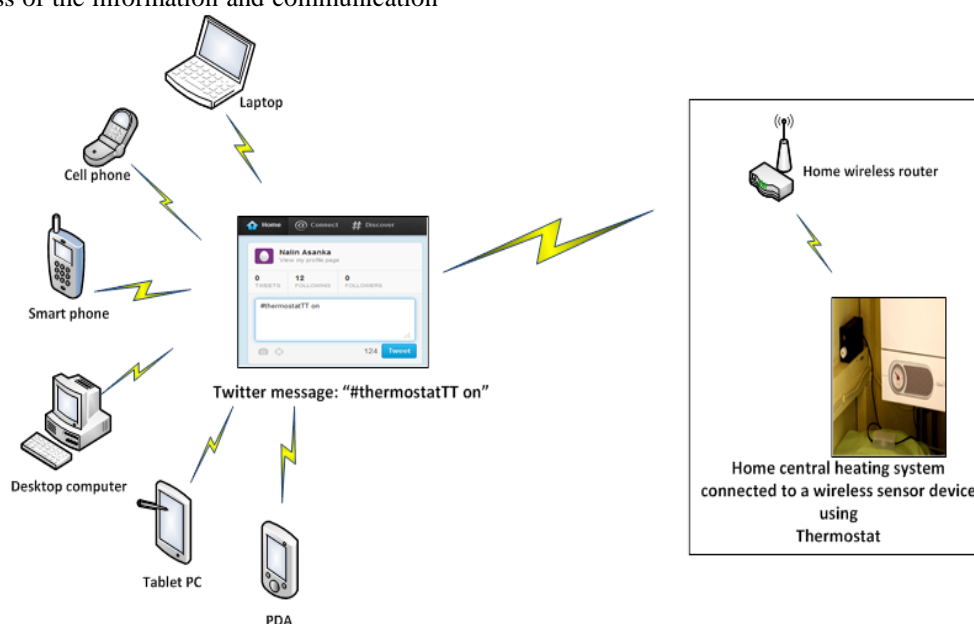 ss of the information and communication
Laptop
Cell phone
Smart phone
Desktop computer
Tablet PC
PDA
Home Connect Discover
Nalin Asanka
View my profile page
0 12 0
TWEETS FOLLOWING FOLLOWERS
#thermostatTT on
124 Tweet
Twitter message: “#thermostatTT on”
Home wireless router
Home central heating system
connected to a wireless sensor device
using
Thermostat